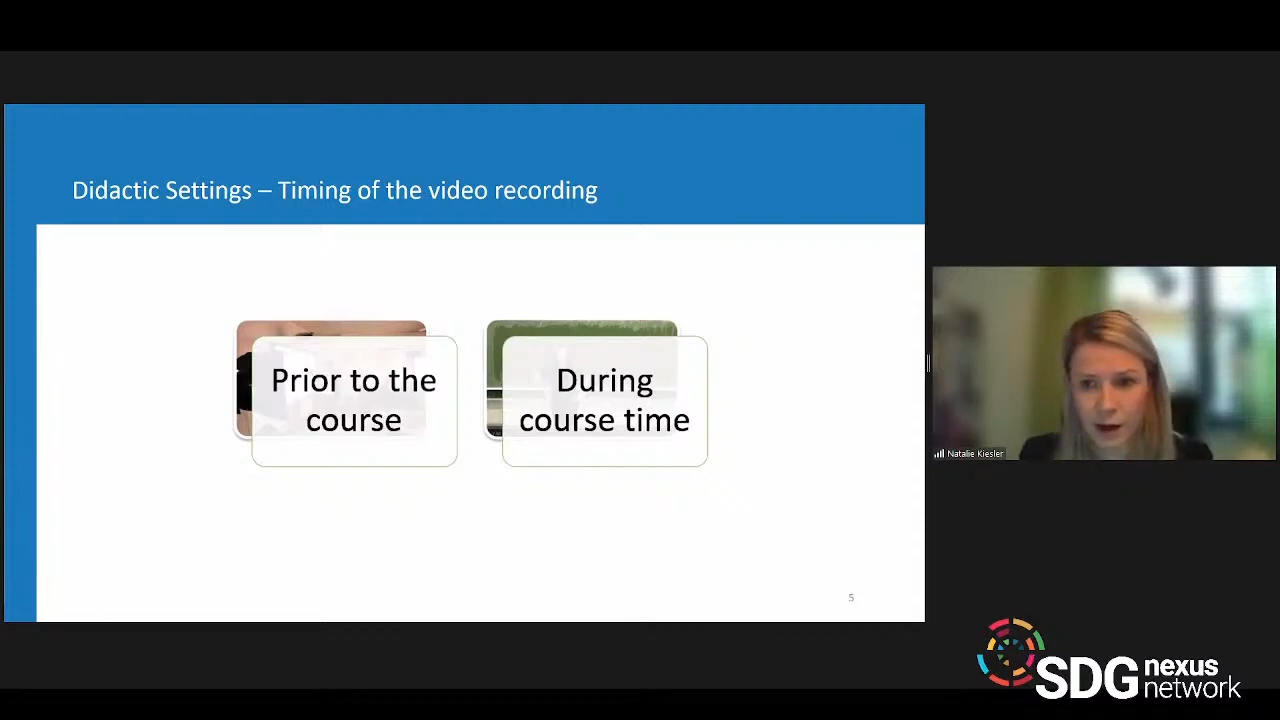 Didactic Settings – Timing of the video recording
Prior to the
course
During
course time
5
Natalie Kiesler
SDG nexus
network